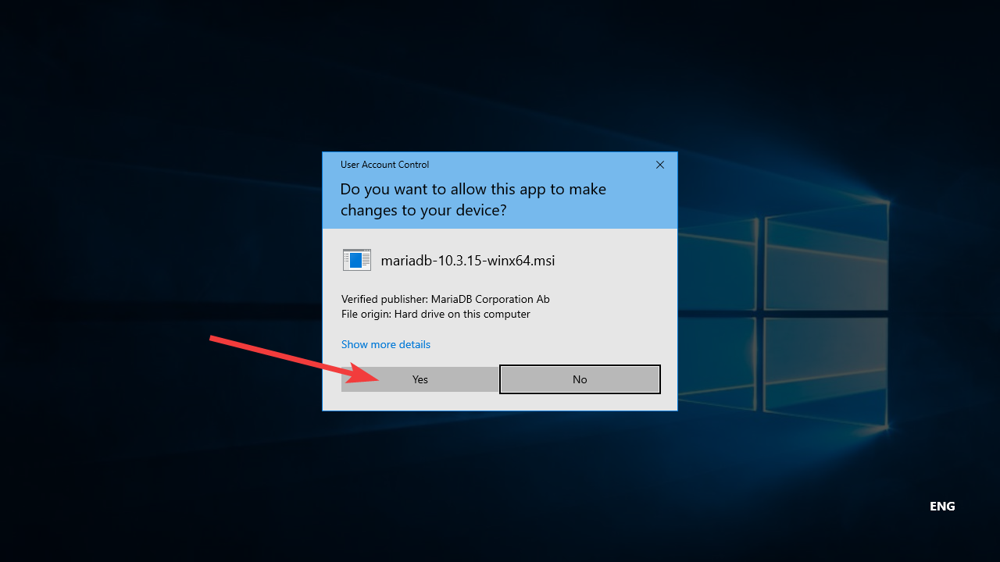 User Account Control
Do you want to allow this app to make
changes to your device?
mariadb-10.3.15-winx64.msi
Verified publisher: MariaDB Corporation Ab
File origin: Hard drive on this computer
Show more details
Yes
No
ENG